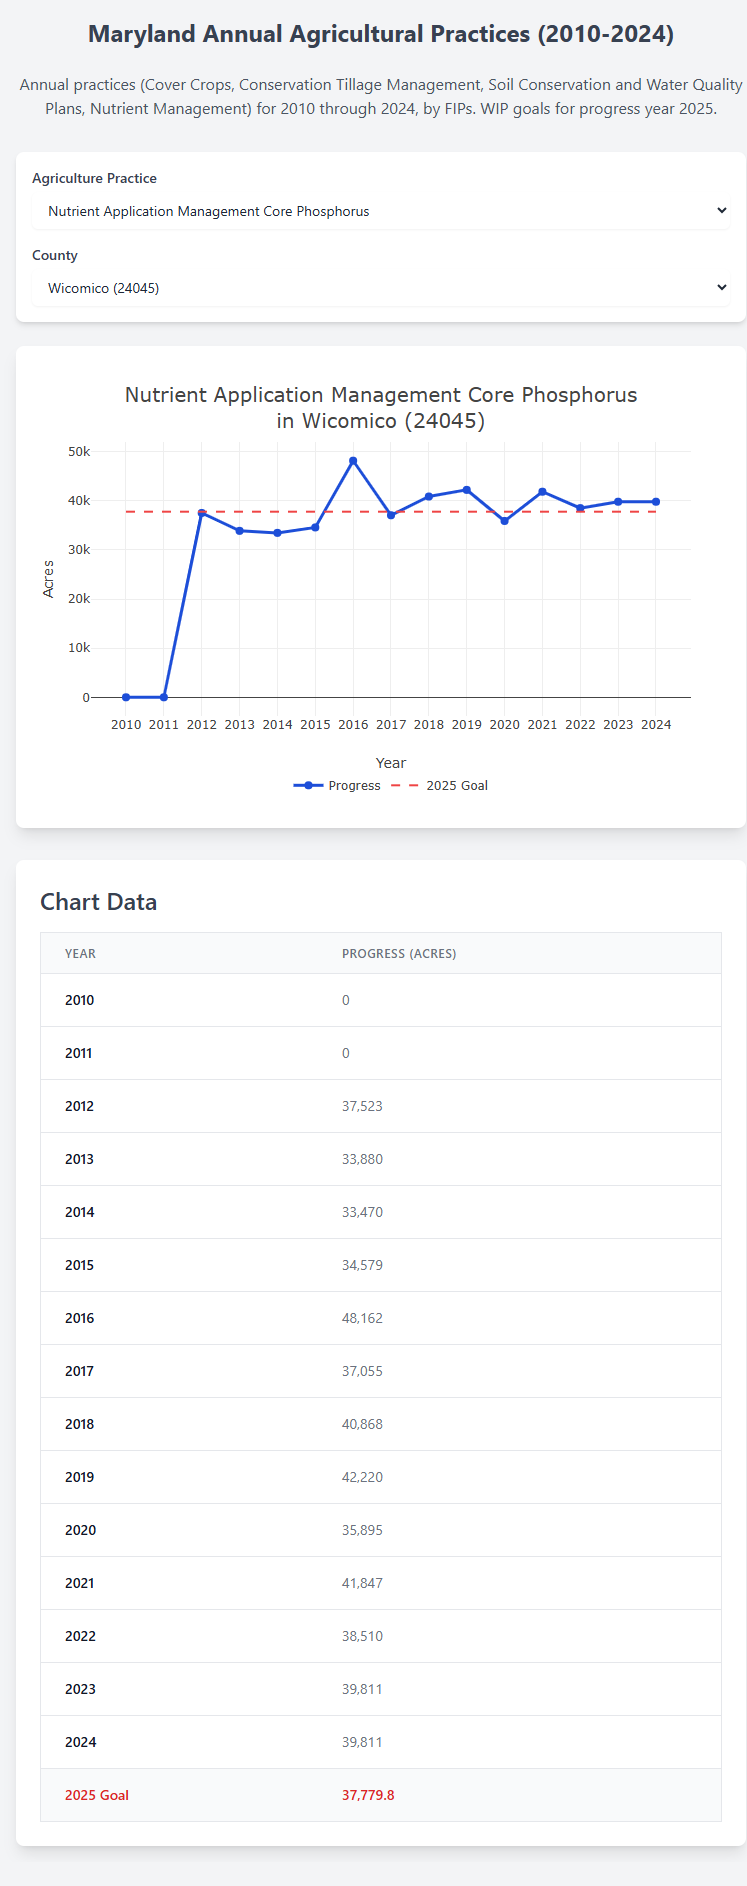 Maryland Annual Agricultural Practices (2010-2024)
Annual practices (Cover Crops, Conservation Tillage Management, Soil Conservation and Water Quality
Plans, Nutrient Management) for 2010 through 2024, by FIPs. WIP goals for progress year 2025.
Agriculture Practice
Nutrient Application Management Core Phosphorus
County
Wicomico (24045)
Nutrient Application Management Core Phosphorus
in Wicomico (24045)
50k
40k
30k
20k
10k
0
Acres
2010 2011 2012 2013 2014 2015 2016 2017 2018 2019 2020 2021 2022 2023 2024
Year
Progress 2025 Goal
Chart Data
YEAR PROGRESS (ACRES)
2010 0
2011 0
2012 37,523
2013 33,880
2014 33,470
2015 34,579
2016 48,162
2017 37,055
2018 40,868
2019 42,220
2020 35,895
2021 41,847
2022 38,510
2023 39,811
2024 39,811
2025 Goal 37,779.8